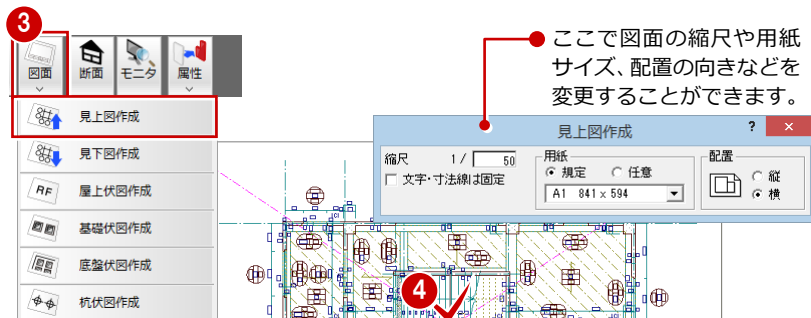 3
図面
断面
モニタ
属性
見上図作成
見下図作成
RF 屋上伏図作成
基礎伏図作成
底盤伏図作成
杭伏図作成
ここで図面の縮尺や用紙
サイズ、配置の向きなどを
変更することができます。
見上図作成 ? ×
縮尺 1/ 50
文字・寸法線は固定
用紙
規定 任意
A1 841×594
配置
縦
横
4